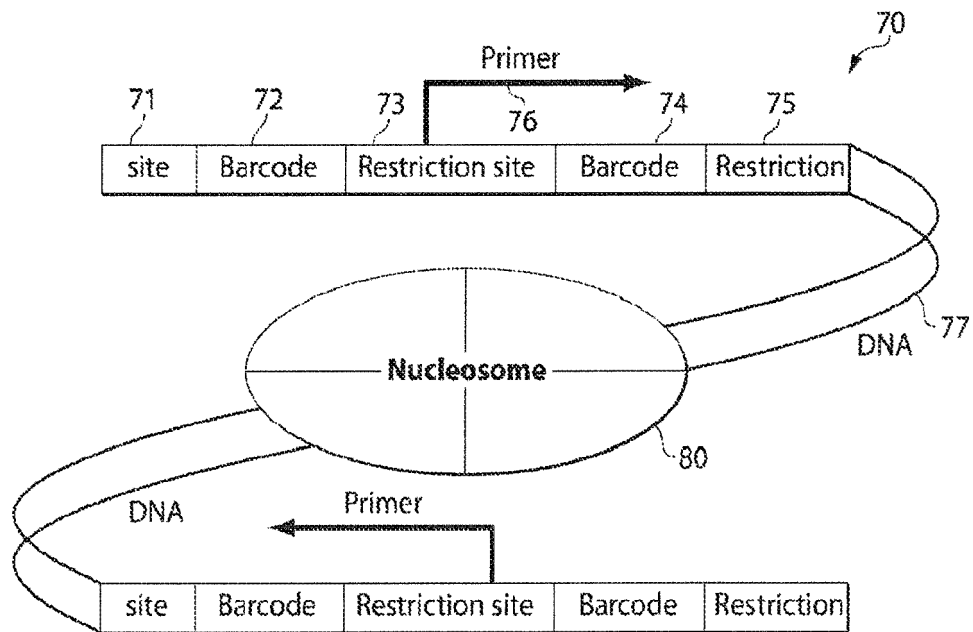 70
Primer
71 72 73 76 74 75
site Barcode Restriction site Barcode Restriction
77
DNA
Nucleosome
80
DNA
Primer
site Barcode Restriction site Barcode Restriction